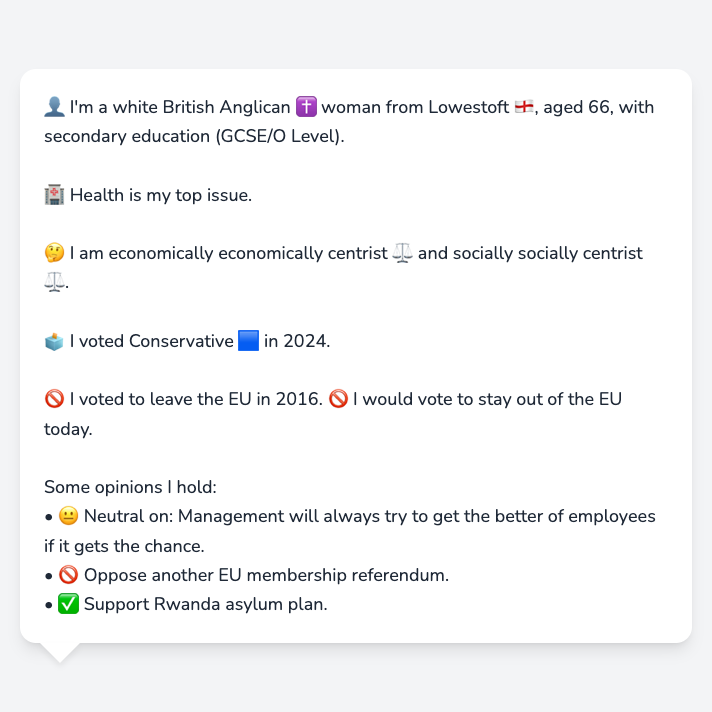 👤 I'm a white British Anglican ✝️ woman from Lowestoft 🏴󠁧󠁢󠁥󠁮󠁧󠁿, aged 66, with
secondary education (GCSE/O Level).
🏥 Health is my top issue.
🤔 I am economically economically centrist ⚖️ and socially socially centrist
⚖️.
🗳️ I voted Conservative 🟦 in 2024.
🚫 I voted to leave the EU in 2016. 🚫 I would vote to stay out of the EU
today.
Some opinions I hold:
• 😐 Neutral on: Management will always try to get the better of employees
if it gets the chance.
• 🚫 Oppose another EU membership referendum.
• ✅ Support Rwanda asylum plan.